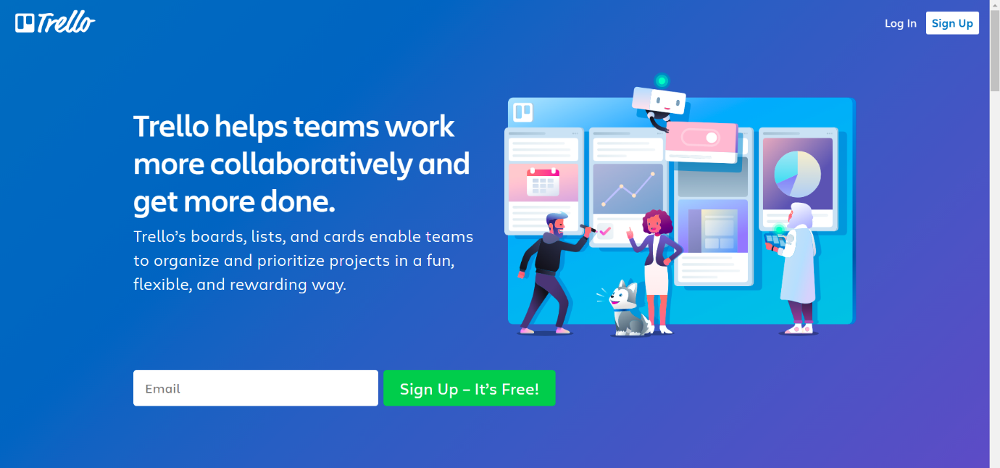 Trello
Log In
Sign Up
Trello helps teams work
more collaboratively and
get more done.
Trello’s boards, lists, and cards enable teams
to organize and prioritize projects in a fun,
flexible, and rewarding way.
Email
Sign Up – It’s Free!